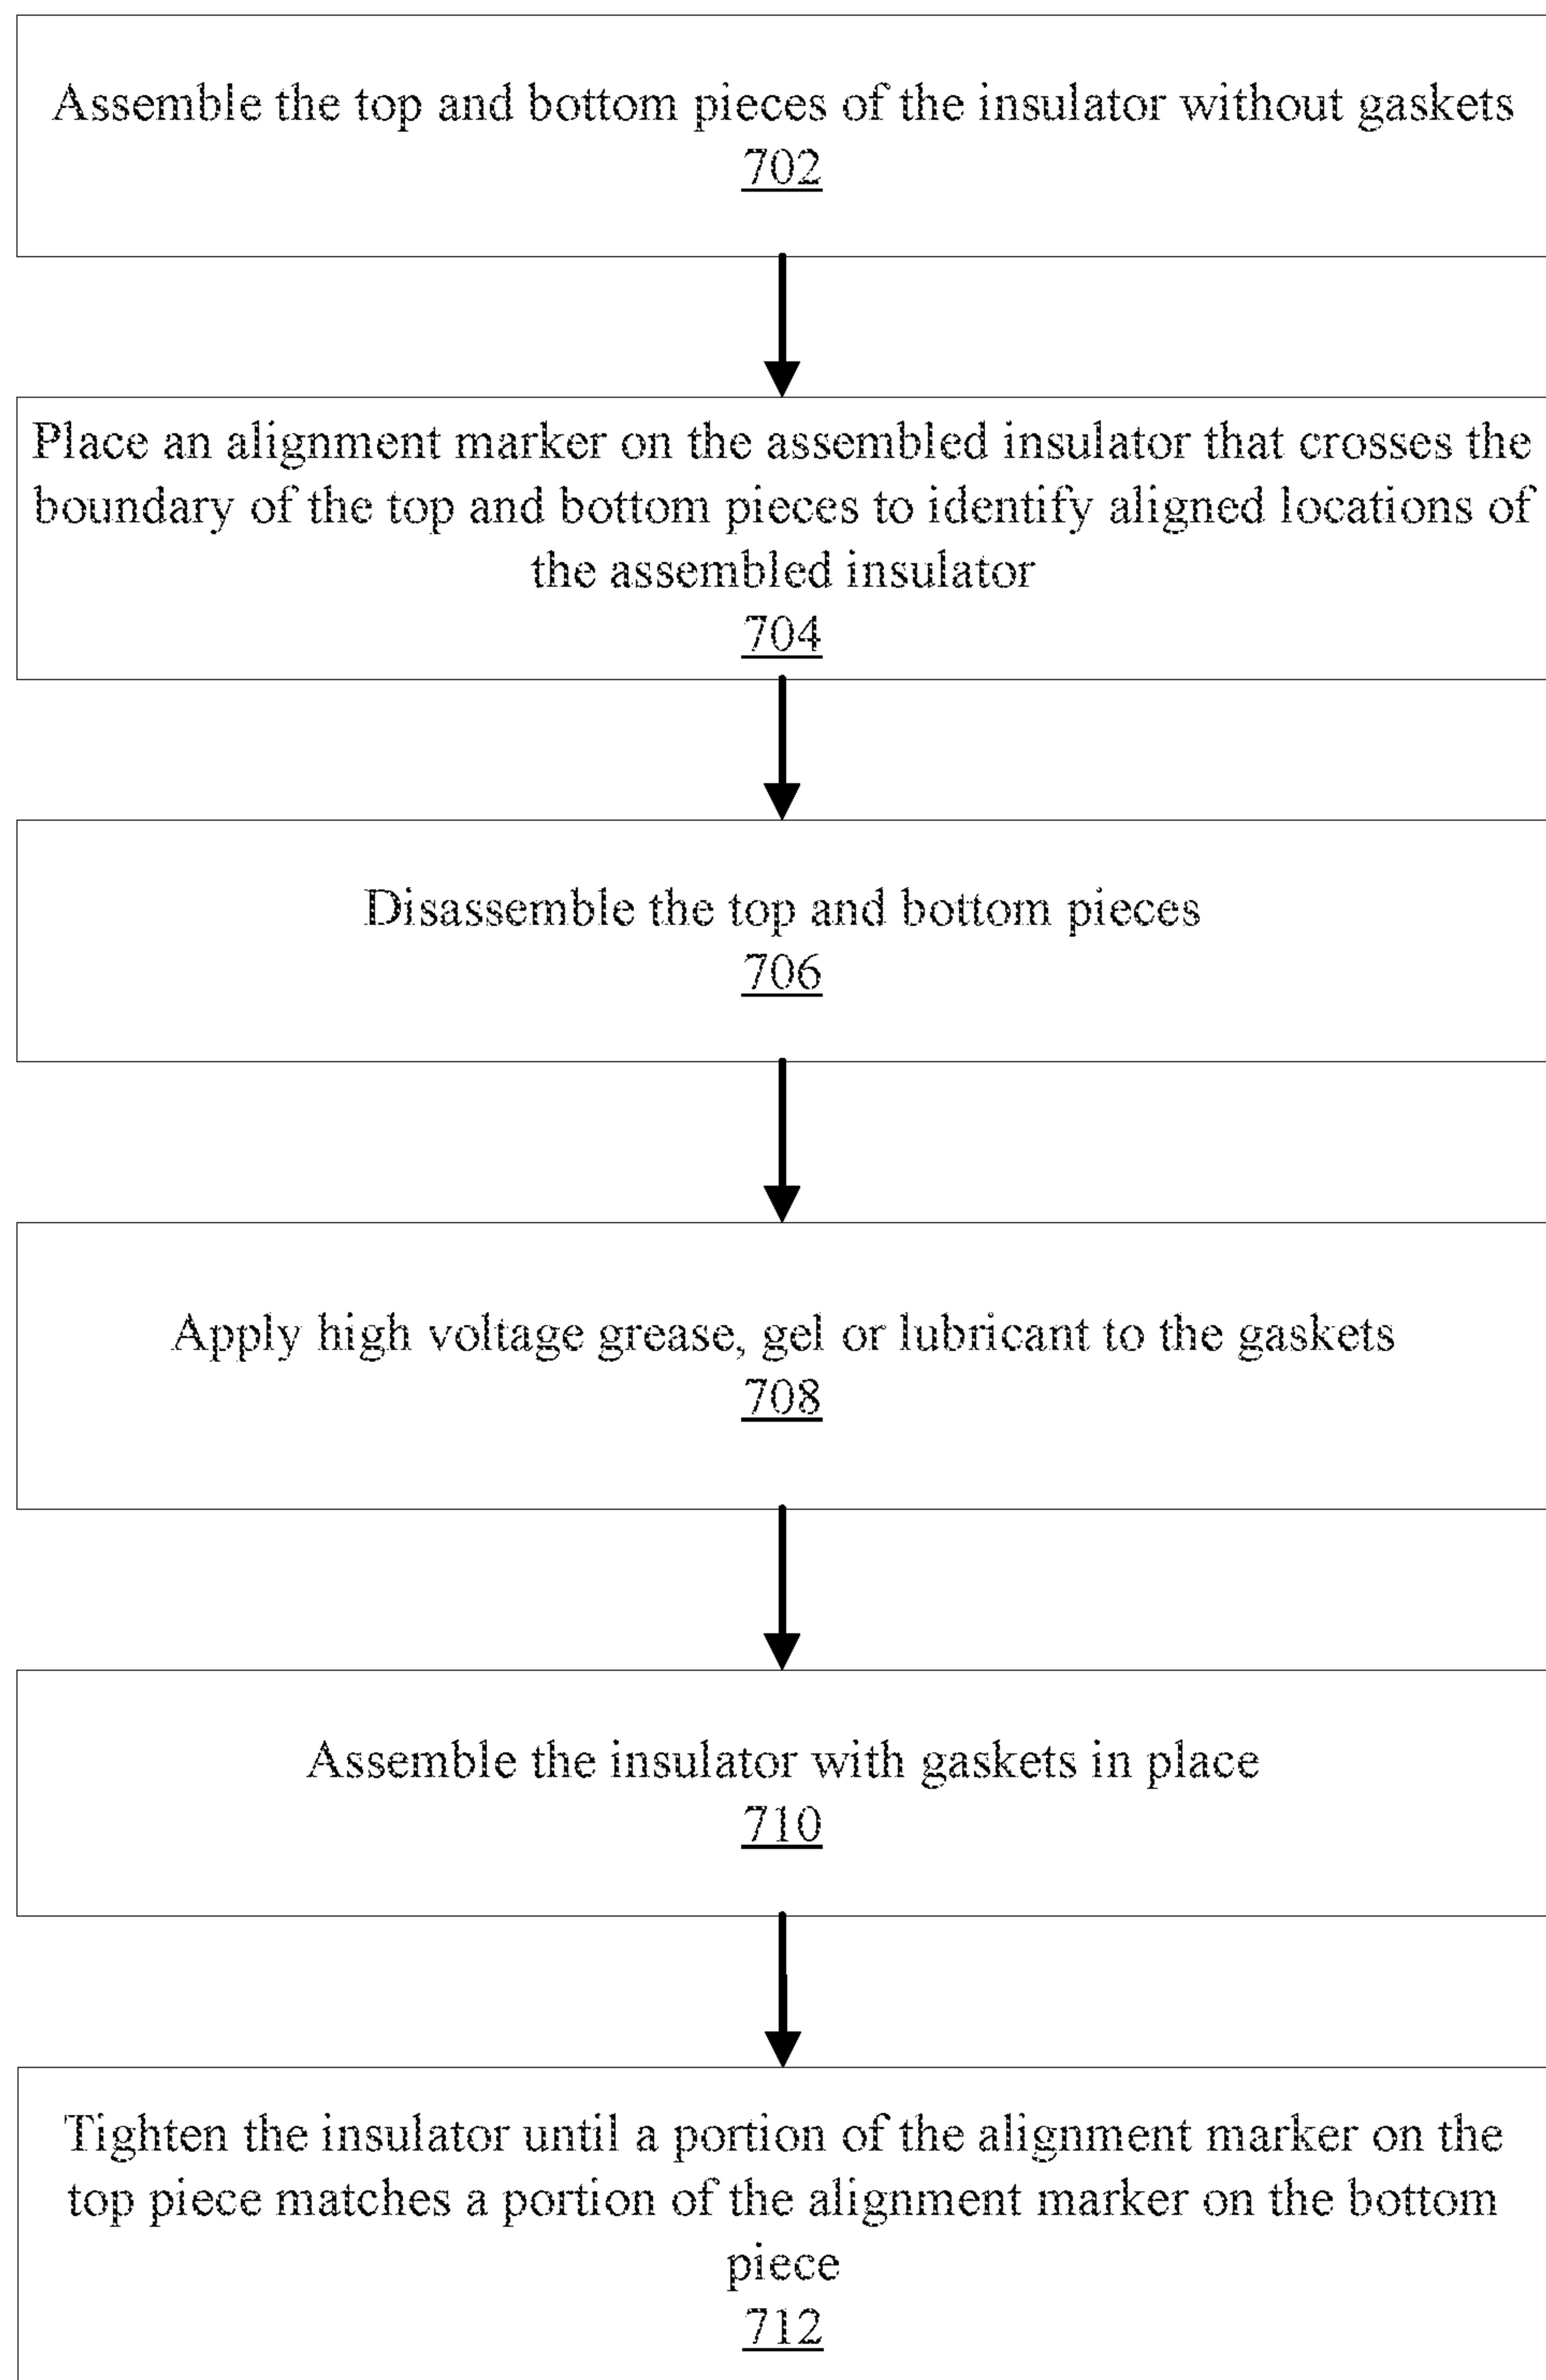 Assemble the top and bottom pieces of the insulator without gaskets
702
Place an alignment marker on the assembled insulator that crosses the
boundary of the top and bottom pieces to identify aligned locations of
the assembled insulator
704
Disassemble the top and bottom pieces
706
Apply high voltage grease, gel or lubricant to the gaskets
708
Assemble the insulator with gaskets in place
710
Tighten the insulator until a portion of the alignment marker on the
top piece matches a portion of the alignment marker on the bottom
piece
712